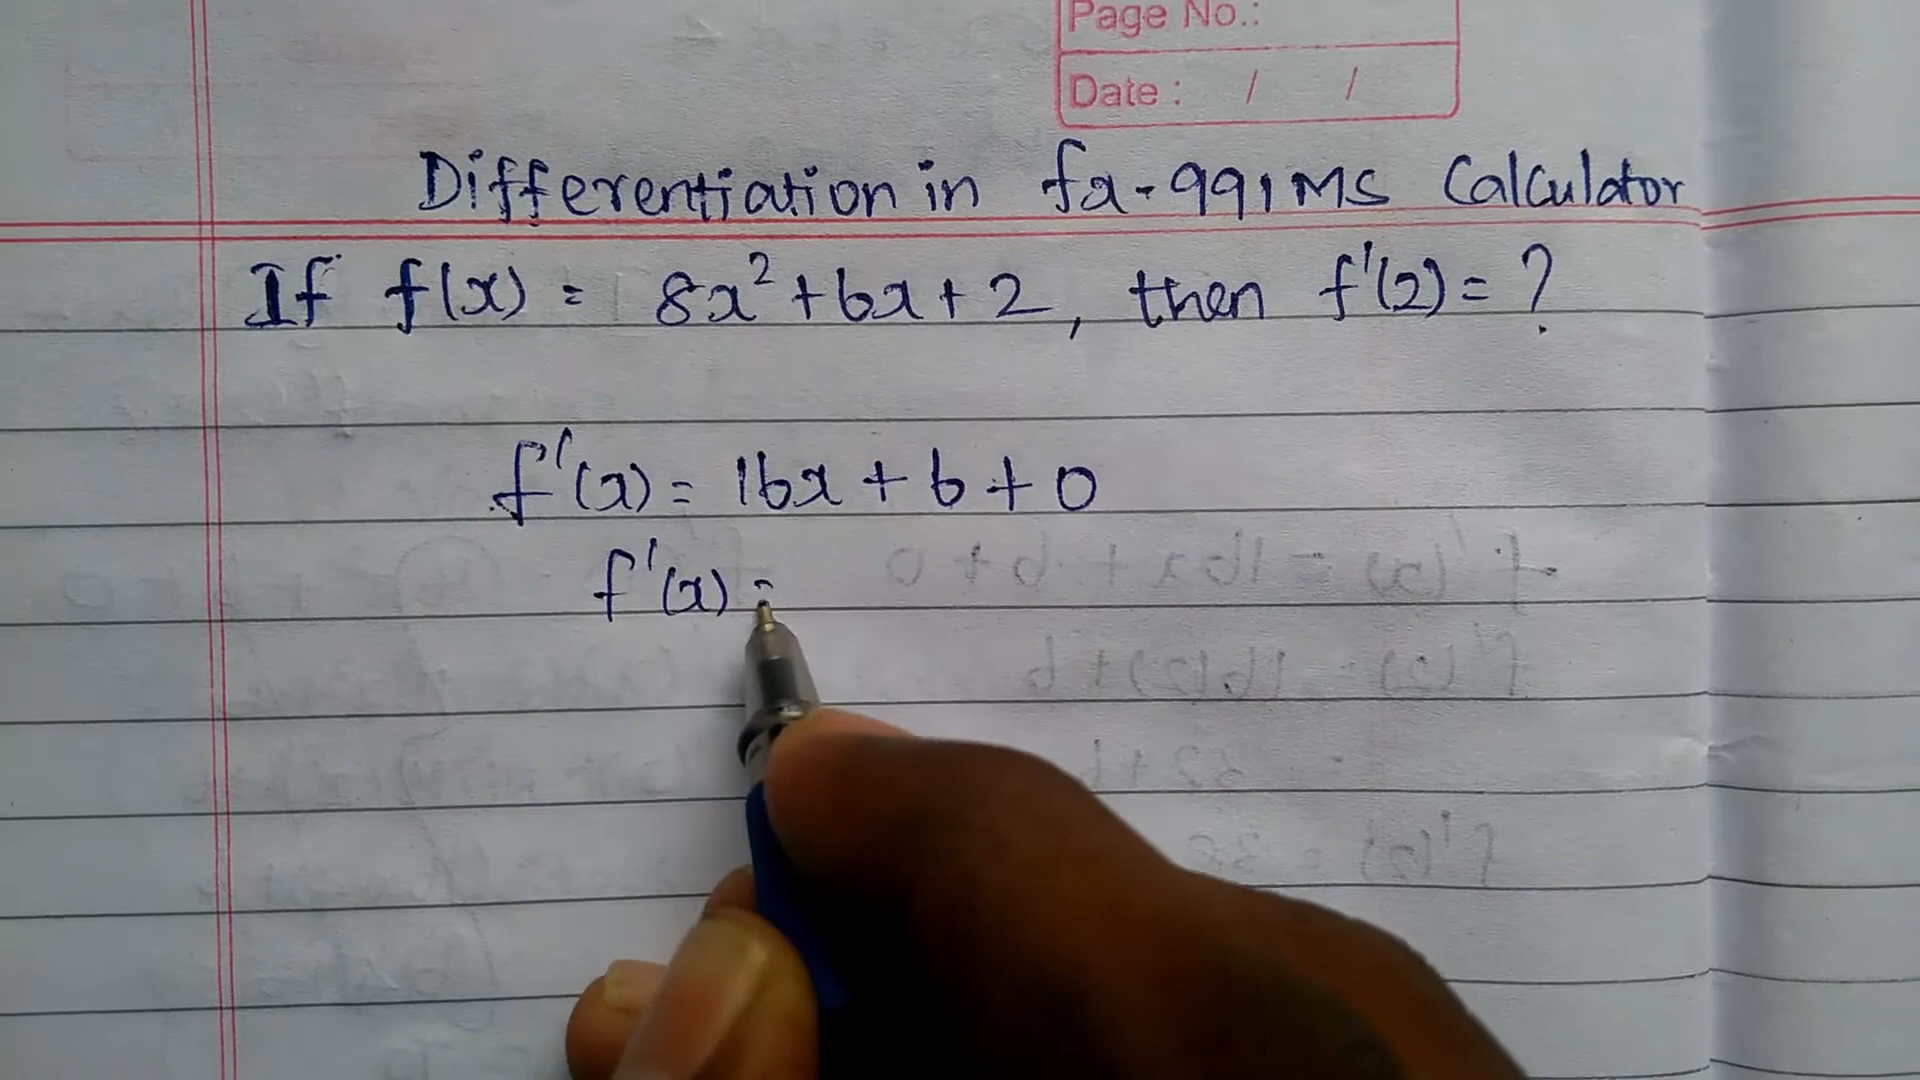 Page No.:
Date : / /
Differentiation in fx-991MS Calculator
If f(x) = 8x² + 6x + 2, then f'(2) = ?
f'(x) = 16x + 6 + 0
f'(x) =